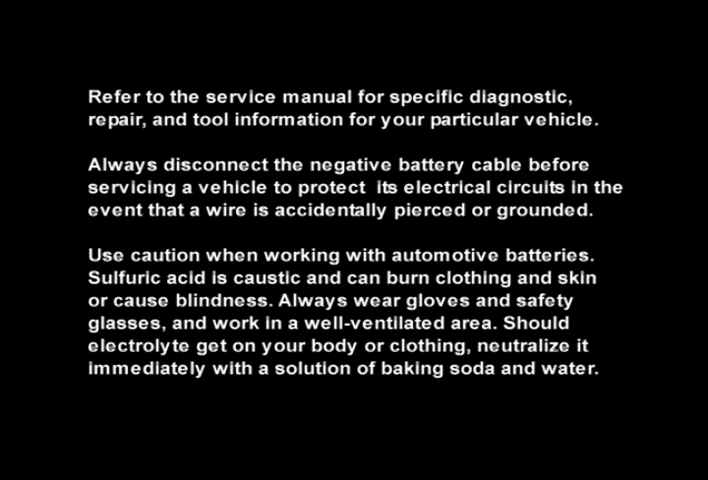 Refer to the service manual for specific diagnostic,
repair, and tool information for your particular vehicle.
Always disconnect the negative battery cable before
servicing a vehicle to protect its electrical circuits in the
event that a wire is accidentally pierced or grounded.
Use caution when working with automotive batteries.
Sulfuric acid is caustic and can burn clothing and skin
or cause blindness. Always wear gloves and safety
glasses, and work in a well-ventilated area. Should
electrolyte get on your body or clothing, neutralize it
immediately with a solution of baking soda and water.